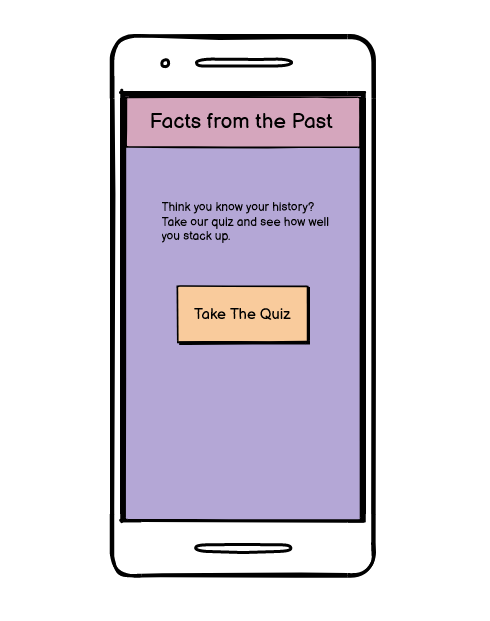 Facts from the Past
Think you know your history?
Take our quiz and see how well
you stack up.
Take The Quiz